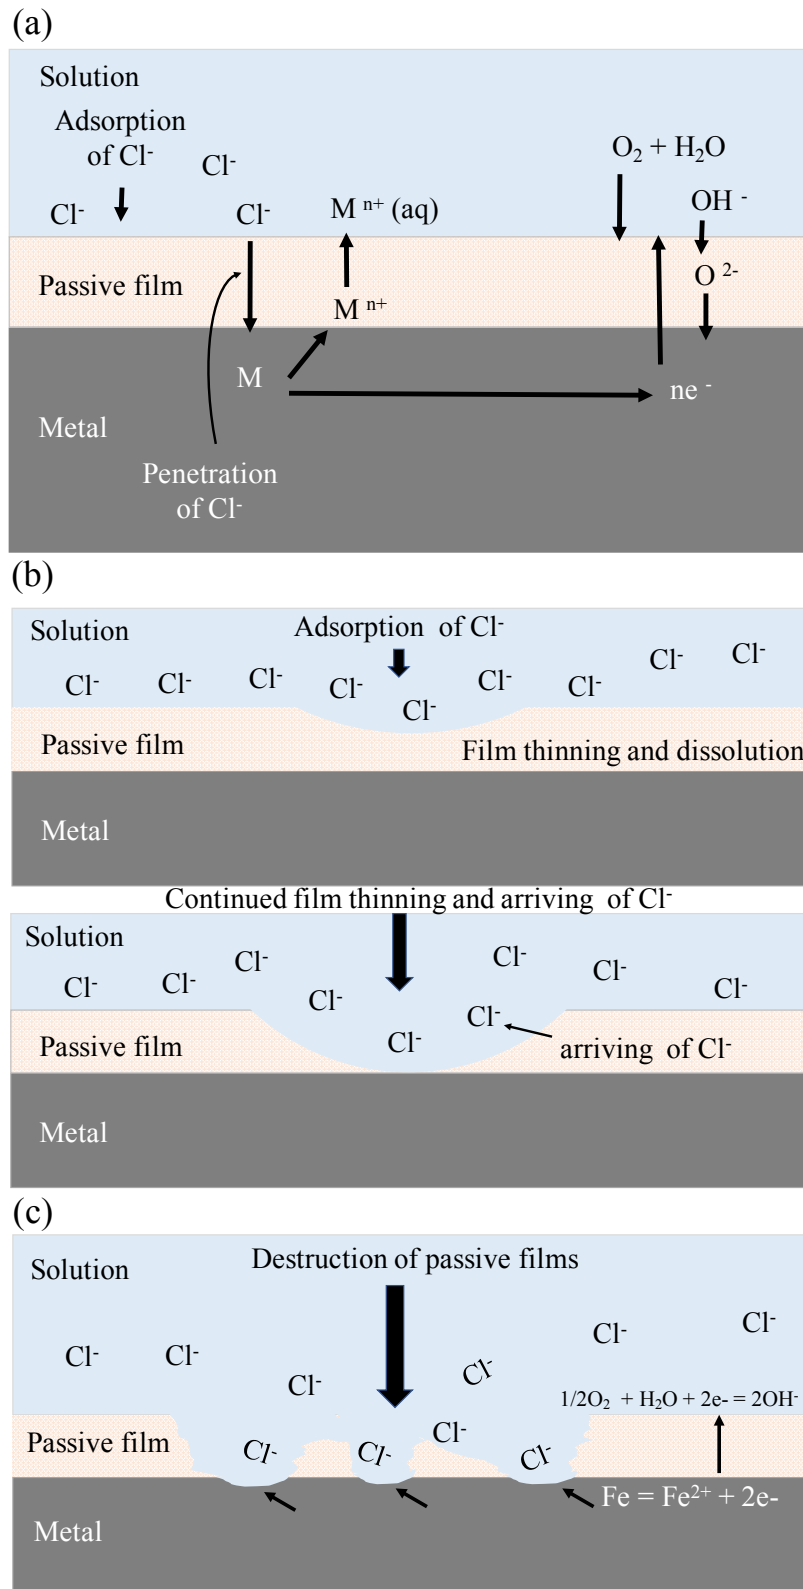 (a)
Solution
Adsorption
of Cl⁻
Cl⁻
Cl⁻
Cl⁻
M ⁿ⁺ (aq)
O₂ + H₂O
OH ⁻
Passive film
M ⁿ⁺
O ²⁻
M
ne ⁻
Metal
Penetration
of Cl⁻
(b)
Solution
Adsorption of Cl⁻
Cl⁻
Cl⁻
Cl⁻
Cl⁻
Cl⁻
Cl⁻
Cl⁻
Cl⁻
Cl⁻
Passive film
Film thinning and dissolution
Metal
Continued film thinning and arriving of Cl⁻
Solution
Cl⁻
Cl⁻
Cl⁻
Cl⁻
Cl⁻
Cl⁻
Cl⁻
Cl⁻
Cl⁻
Passive film
arriving of Cl⁻
Metal
(c)
Solution
Destruction of passive films
Cl⁻
Cl⁻
Cl⁻
Cl⁻
Cl⁻
Cl⁻
1/2O₂ + H₂O + 2e- = 2OH⁻
Passive film
Cl⁻
Cl⁻
Cl⁻
Cl⁻
Fe = Fe²⁺ + 2e-
Metal